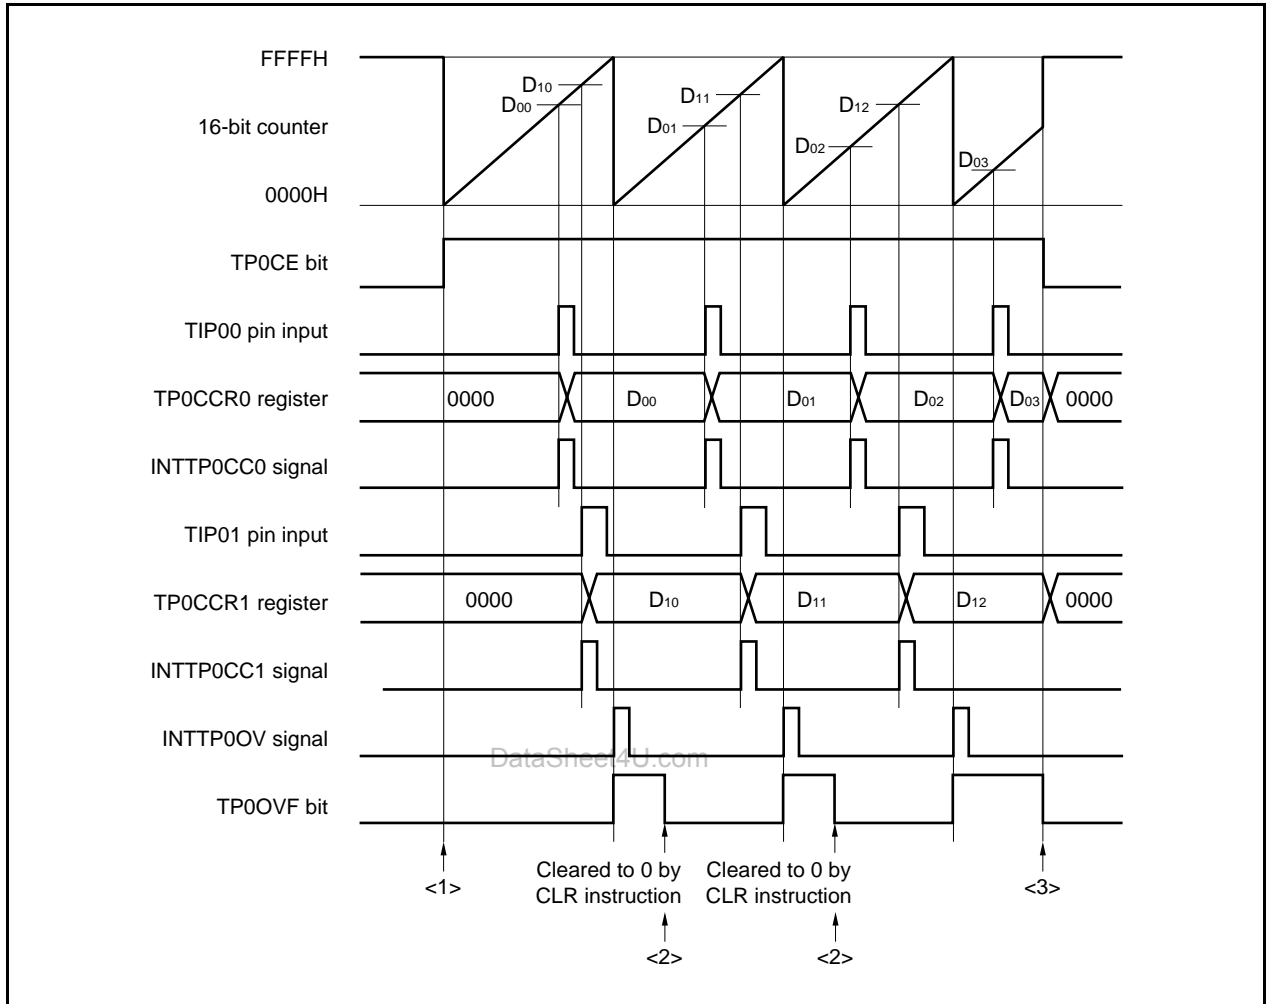 FFFFH
D10
D00
D11
D01
D12
D02
D03
16-bit counter
0000H
TP0CE bit
TIP00 pin input
TP0CCR0 register
0000 D00 D01 D02 D03 0000
INTTP0CC0 signal
TIP01 pin input
TP0CCR1 register
0000 D10 D11 D12 0000
INTTP0CC1 signal
INTTP0OV signal
DataSheet4U.com
TP0OVF bit
<1>
Cleared to 0 by
CLR instruction
<2>
Cleared to 0 by
CLR instruction
<2>
<3>